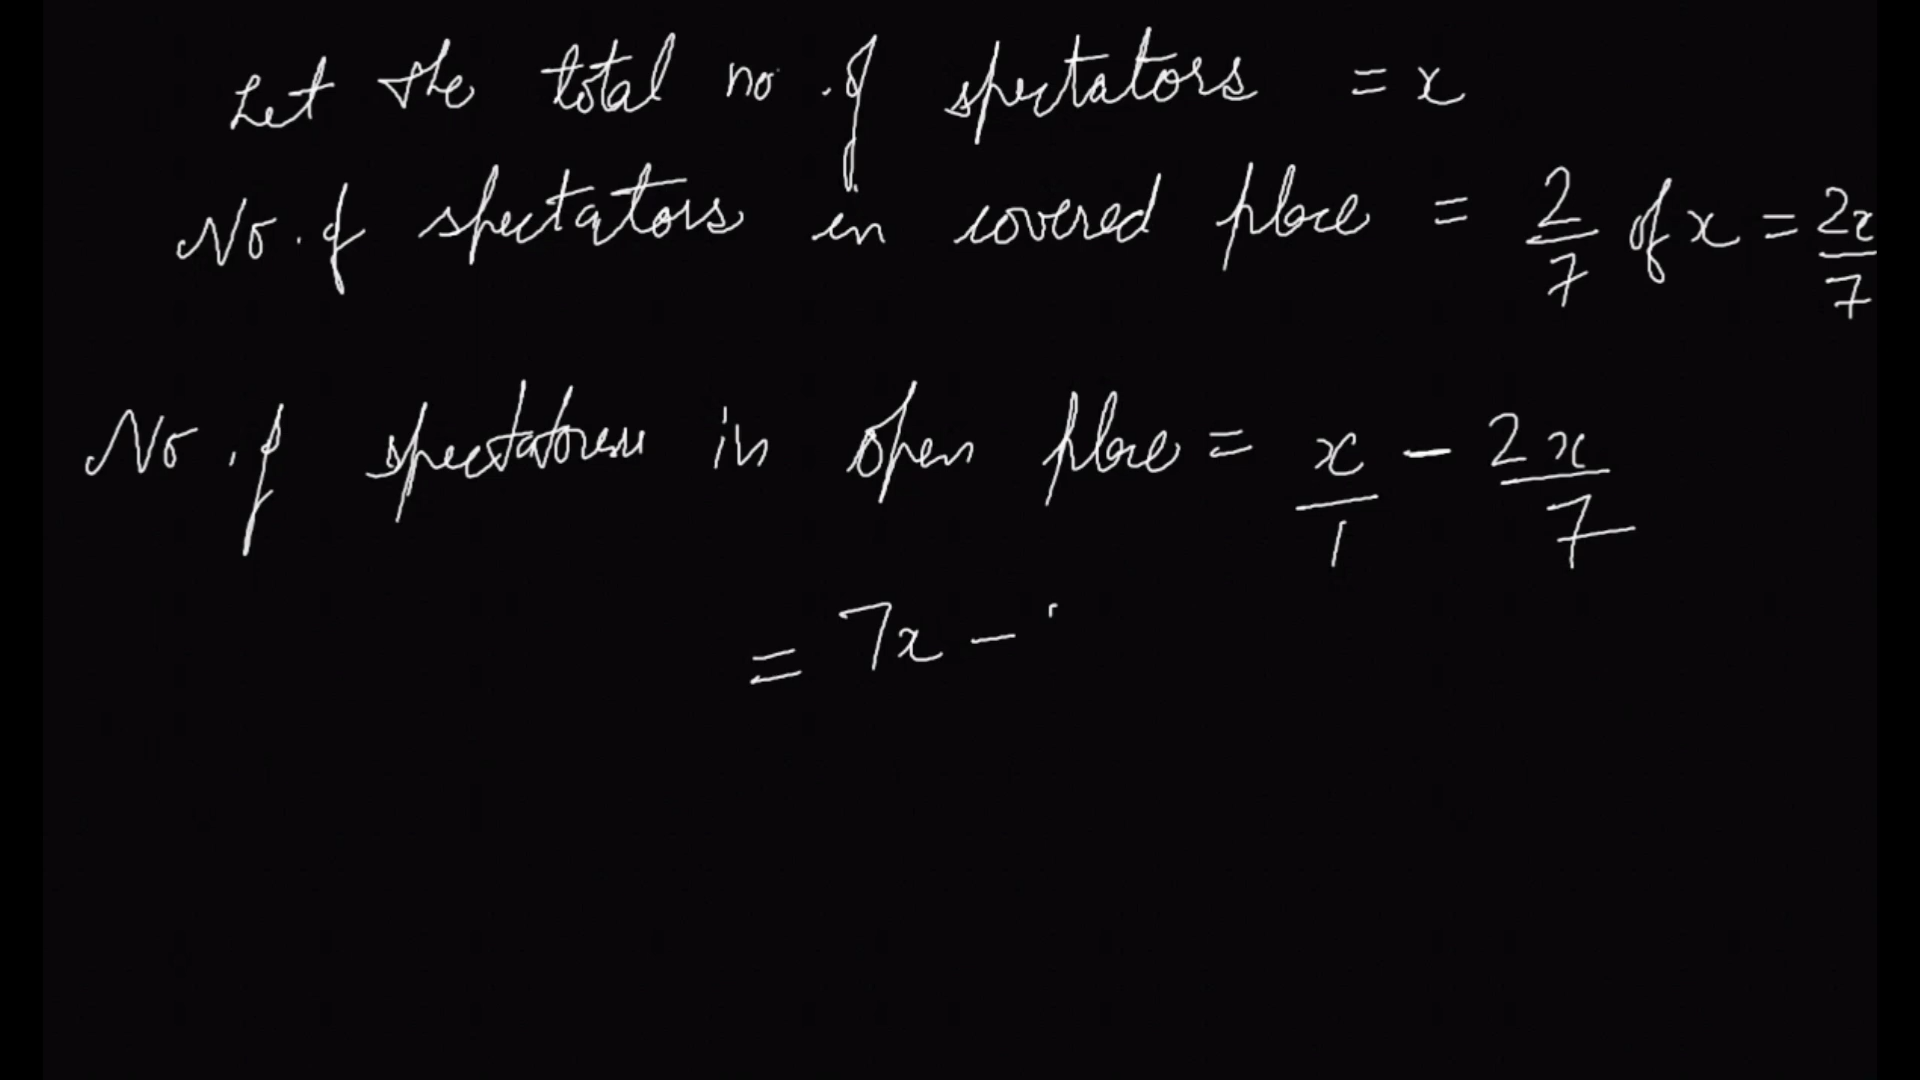 Let the total no. of spectators = x
No. of spectators in covered place = 2/7 of x = 2x/7
No. of spectators in open place = x/1 - 2x/7
= 7x -